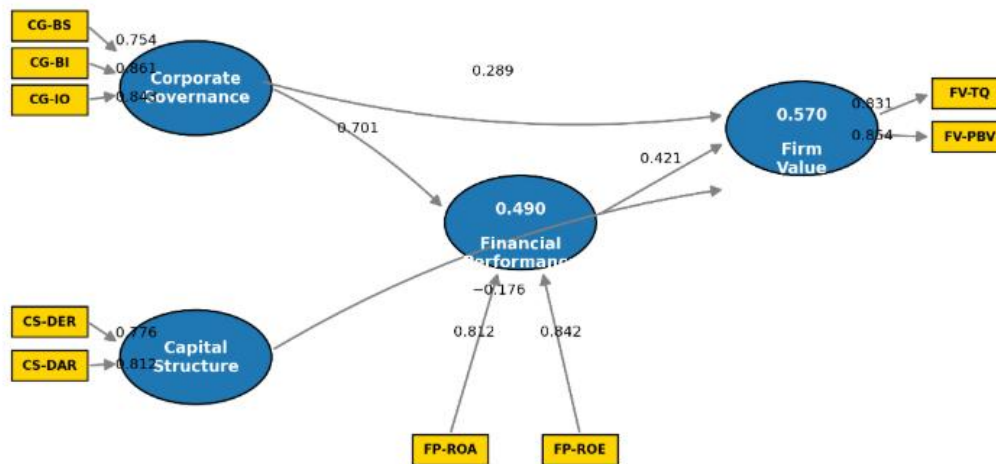 CG-BS
0.754
CG-BI
0.861
CG-IO
Corporate
Governance
0.289
0.701
0.570
Firm
Value
0.831
FV-TQ
0.854
FV-PBV
0.421
0.490
Financial
Performance
−0.176
CS-DER
0.776
CS-DAR
0.812
Capital
Structure
0.812
0.842
FP-ROA
FP-ROE